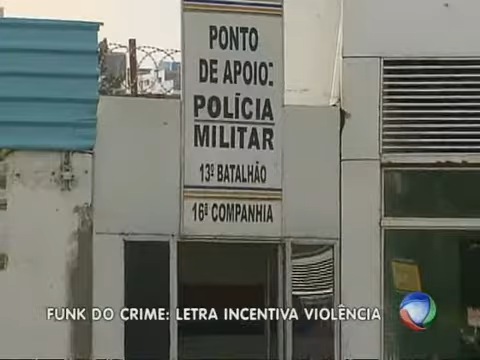 PONTO
DE APOIO:
POLÍCIA
MILITAR
13º BATALHÃO
16ª COMPANHIA
FUNK DO CRIME: LETRA INCENTIVA VIOLÊNCIA